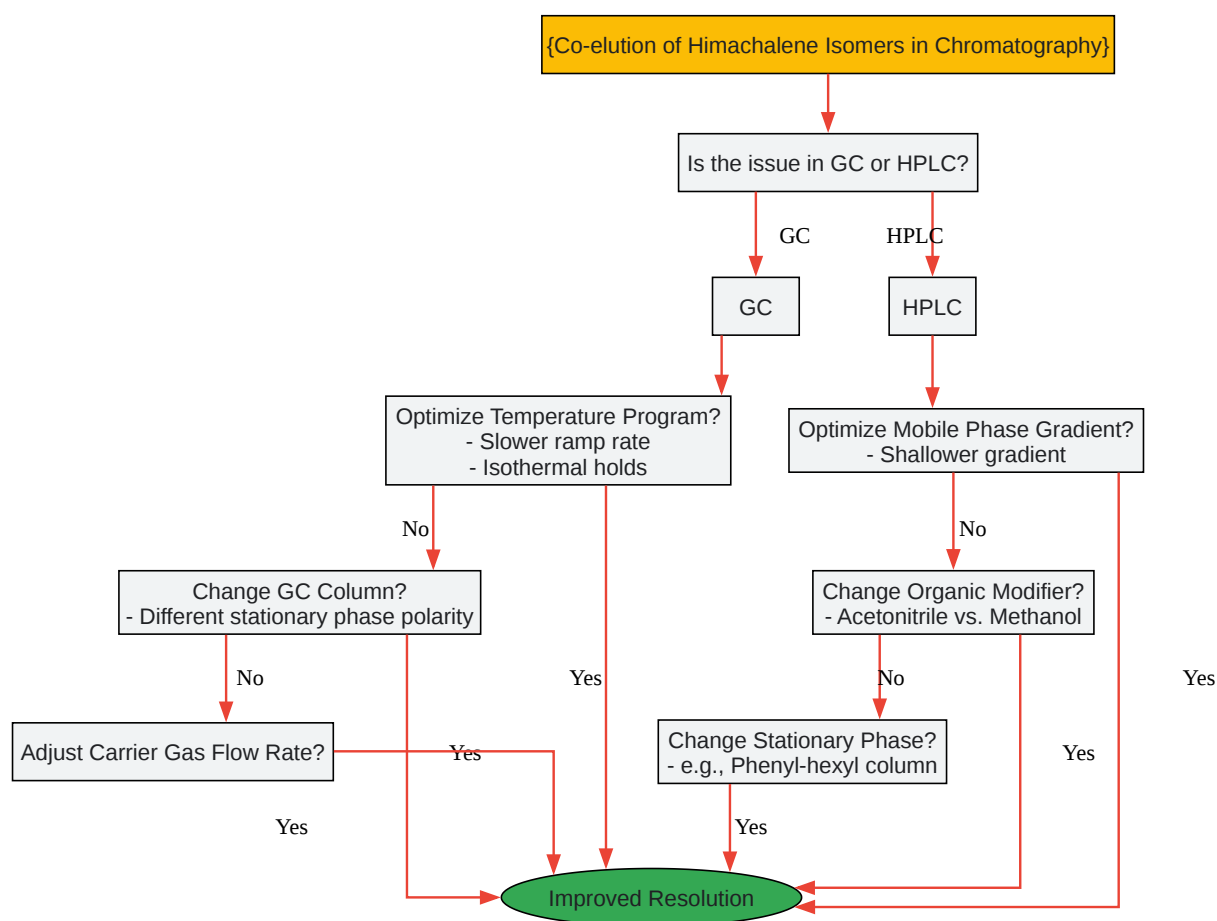 {Co-elution of Himachalene Isomers in Chromatography}
Is the issue in GC or HPLC?
GC
HPLC
GC
HPLC
Optimize Temperature Program?
- Slower ramp rate
- Isothermal holds
Optimize Mobile Phase Gradient?
- Shallower gradient
No
No
Change GC Column?
- Different stationary phase polarity
Change Organic Modifier?
- Acetonitrile vs. Methanol
No
Yes
No
Yes
Adjust Carrier Gas Flow Rate?
Yes
Change Stationary Phase?
- e.g., Phenyl-hexyl column
Yes
Yes
Yes
Improved Resolution